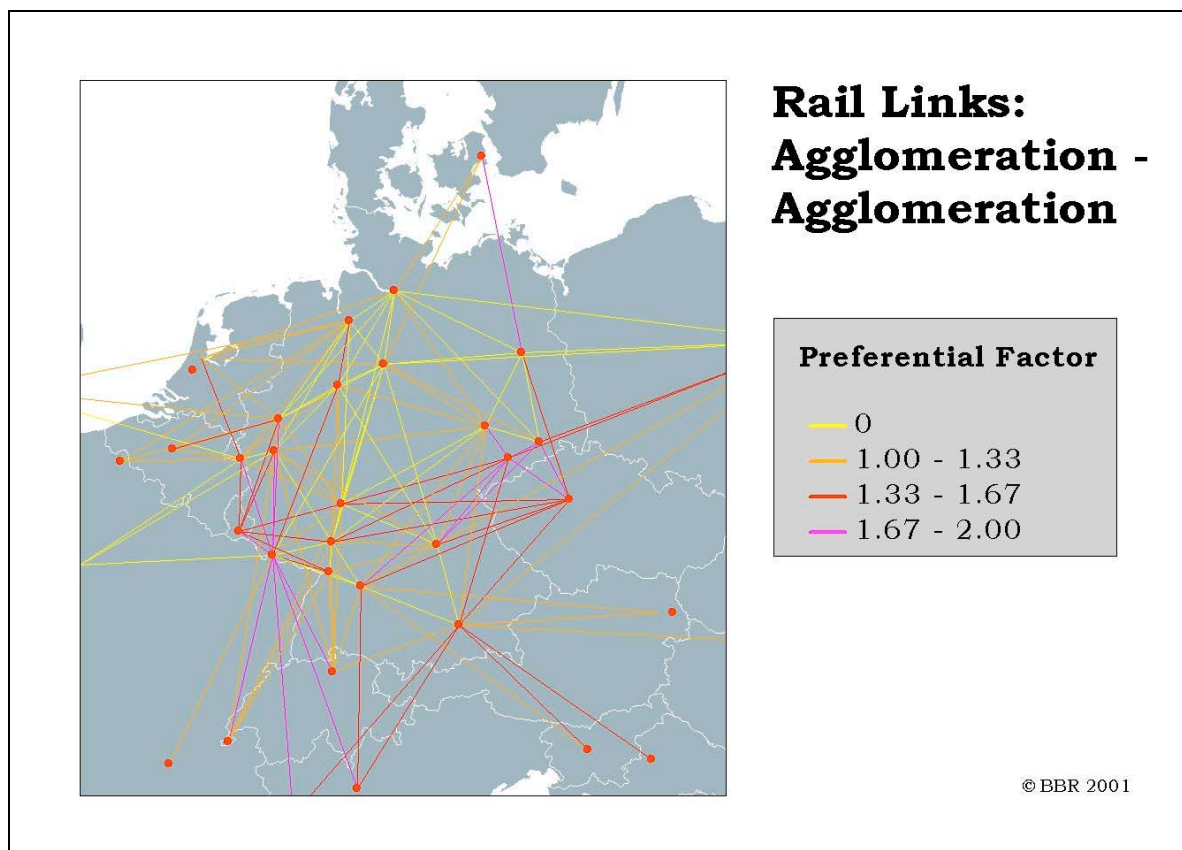 Rail Links:
Agglomeration -
Agglomeration
Preferential Factor
0
1.00 - 1.33
1.33 - 1.67
1.67 - 2.00
© BBR 2001